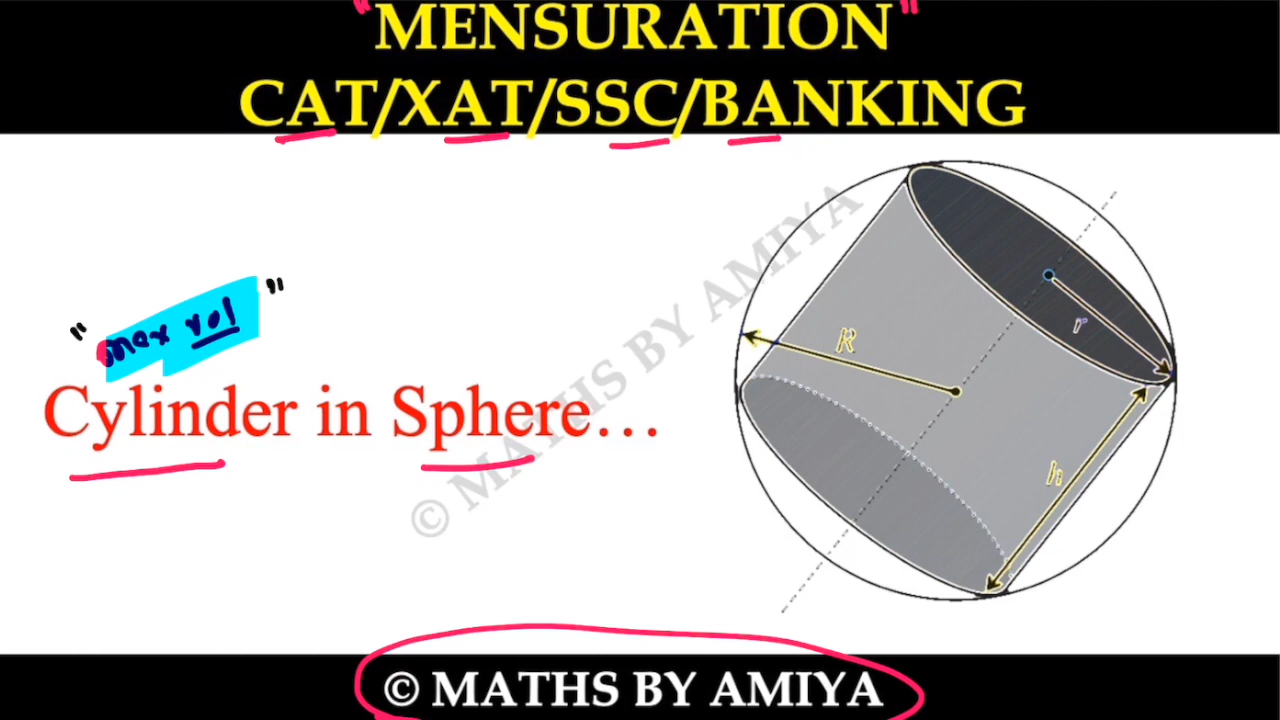 "MENSURATION"
CAT/XAT/SSC/BANKING
"max vol"
Cylinder in Sphere...
R
r
h
© MATHS BY AMIYA
© MATHS BY AMIYA